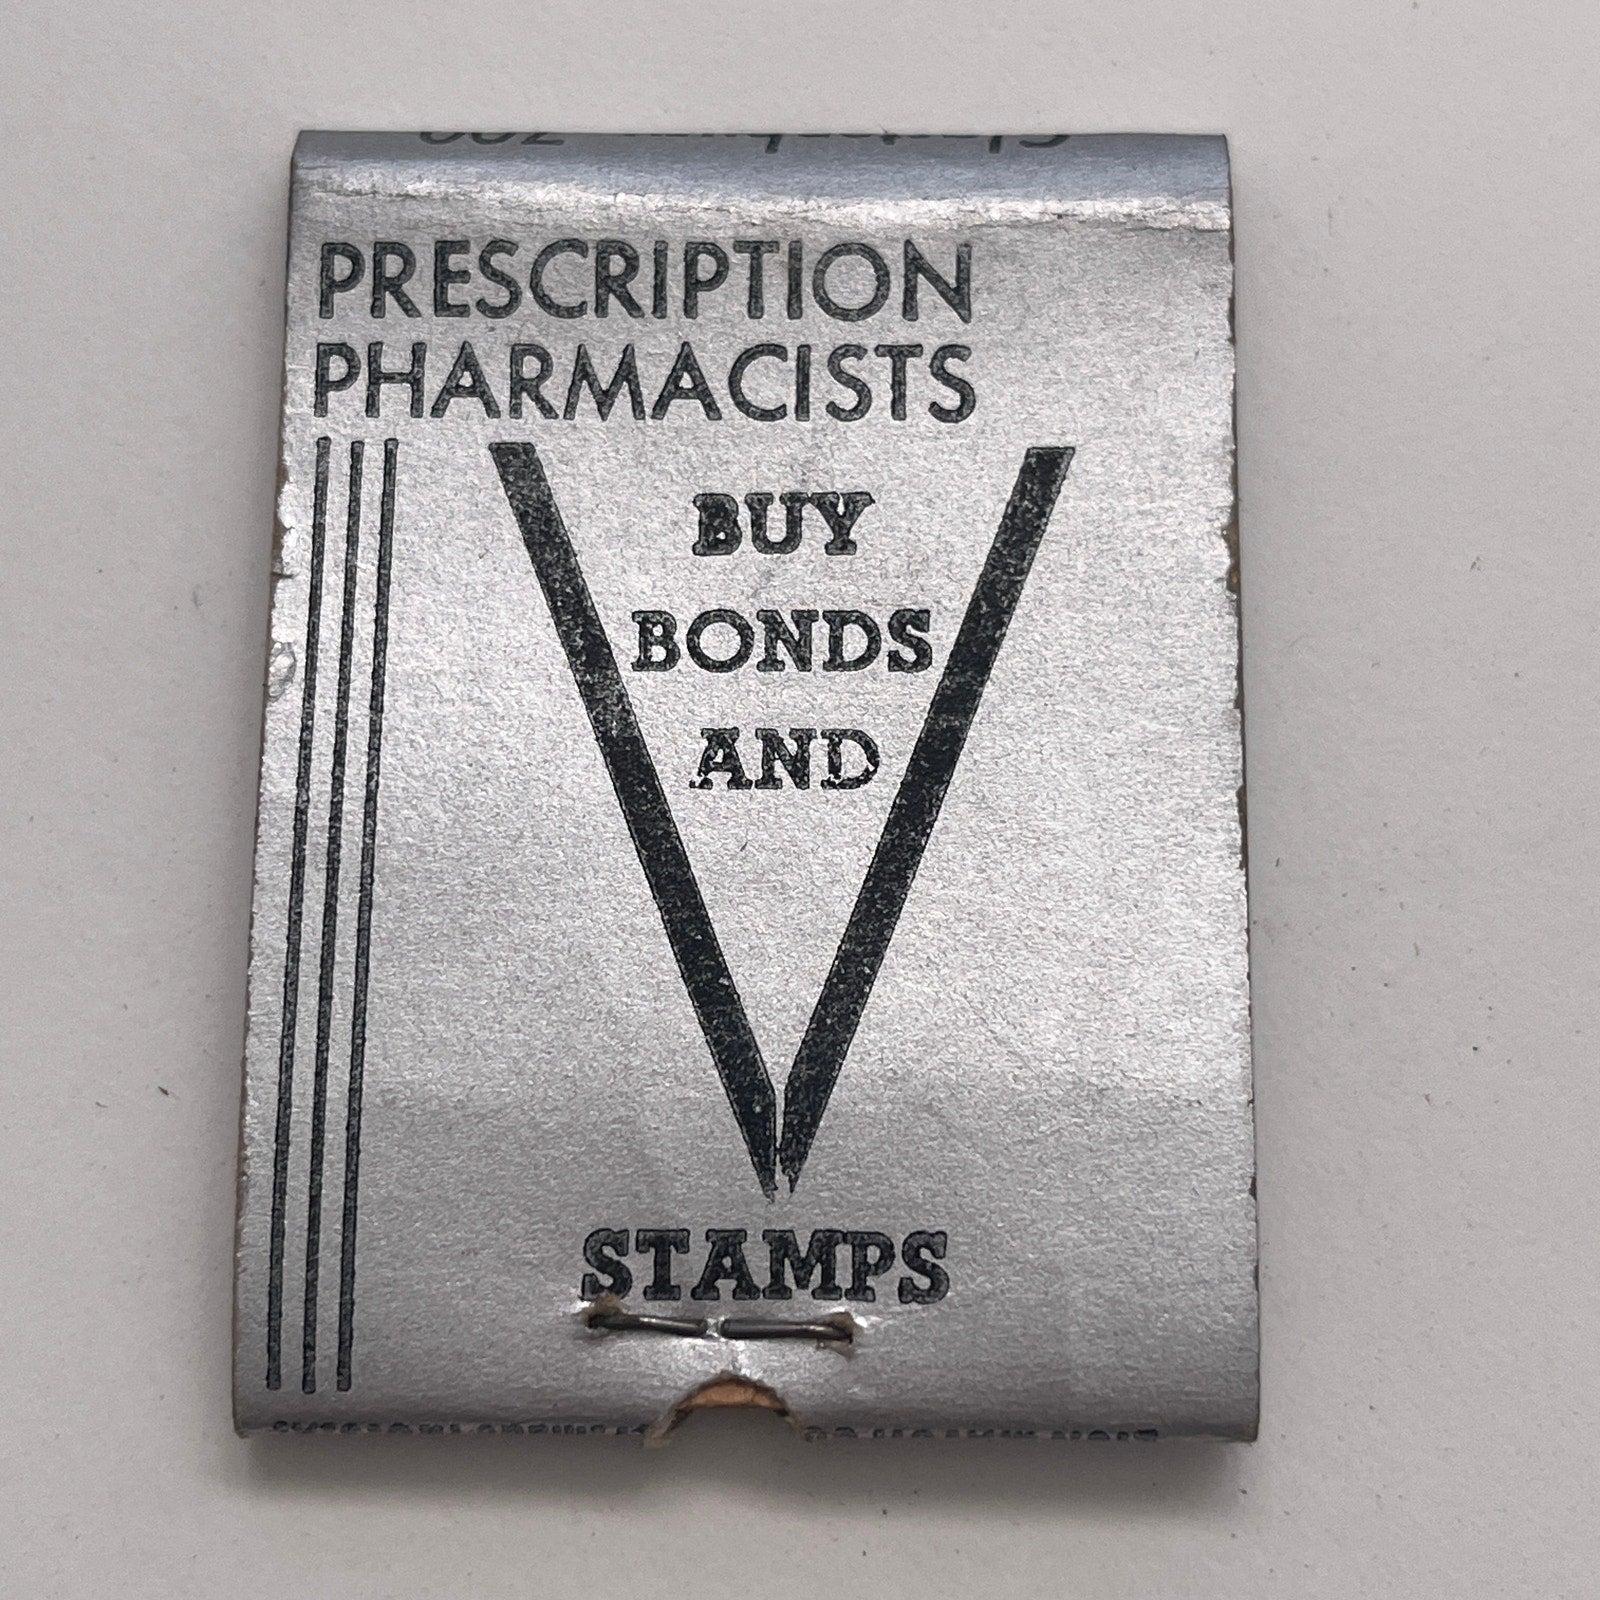 PRESCRIPTION
PHARMACISTS
BUY
BONDS
AND
STAMPS